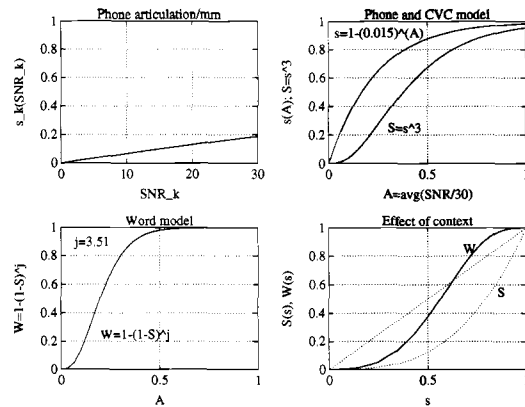 Phone articulation/mm
1
0.8
0.6
0.4
0.2
0
0
10
20
30
s_k(SNR_k)
SNR_k
Phone and CVC model
1
0.8
0.6
0.4
0.2
0
0
0.5
1
s=1-(0.015)^(A)
S=s^3
s(A); S=s^3
A=avg(SNR/30)
Word model
1
0.8
0.6
0.4
0.2
0
0
0.5
1
j=3.51
W=1-(1-S)^j
W=1-(1-S)^j
A
Effect of context
1
0.8
0.6
0.4
0.2
0
0
0.5
1
W
S
S(s), W(s)
s